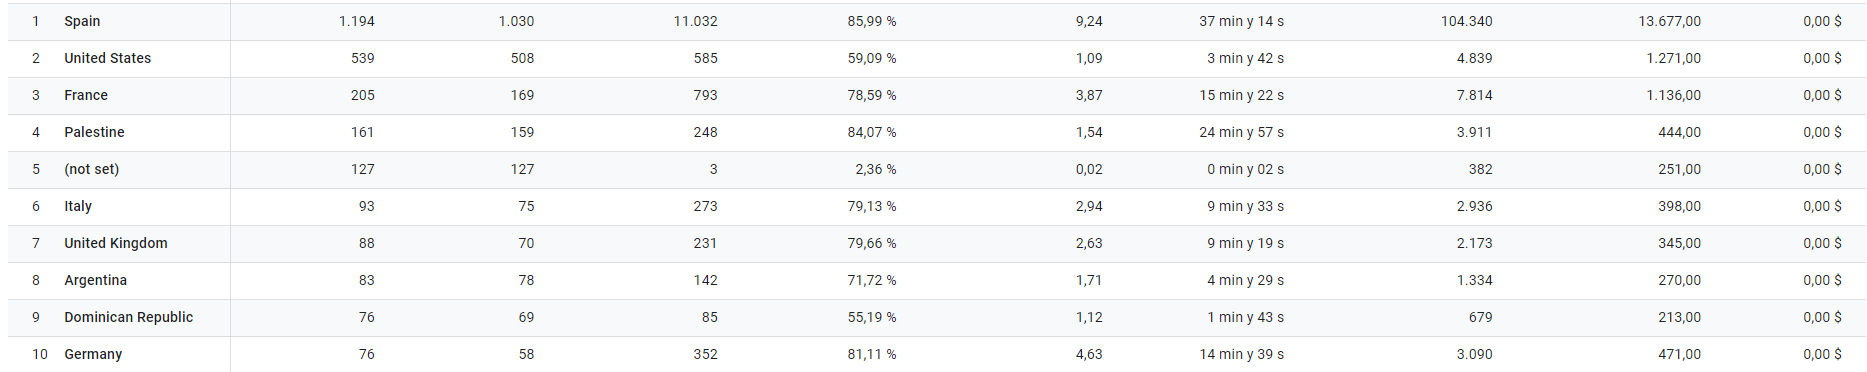 1 Spain 1.194 1.030 11.032 85,99 % 9,24 37 min y 14 s 104.340 13.677,00 0,00 $
2 United States 539 508 585 59,09 % 1,09 3 min y 42 s 4.839 1.271,00 0,00 $
3 France 205 169 793 78,59 % 3,87 15 min y 22 s 7.814 1.136,00 0,00 $
4 Palestine 161 159 248 84,07 % 1,54 24 min y 57 s 3.911 444,00 0,00 $
5 (not set) 127 127 3 2,36 % 0,02 0 min y 02 s 382 251,00 0,00 $
6 Italy 93 75 273 79,13 % 2,94 9 min y 33 s 2.936 398,00 0,00 $
7 United Kingdom 88 70 231 79,66 % 2,63 9 min y 19 s 2.173 345,00 0,00 $
8 Argentina 83 78 142 71,72 % 1,71 4 min y 29 s 1.334 270,00 0,00 $
9 Dominican Republic 76 69 85 55,19 % 1,12 1 min y 43 s 679 213,00 0,00 $
10 Germany 76 58 352 81,11 % 4,63 14 min y 39 s 3.090 471,00 0,00 $